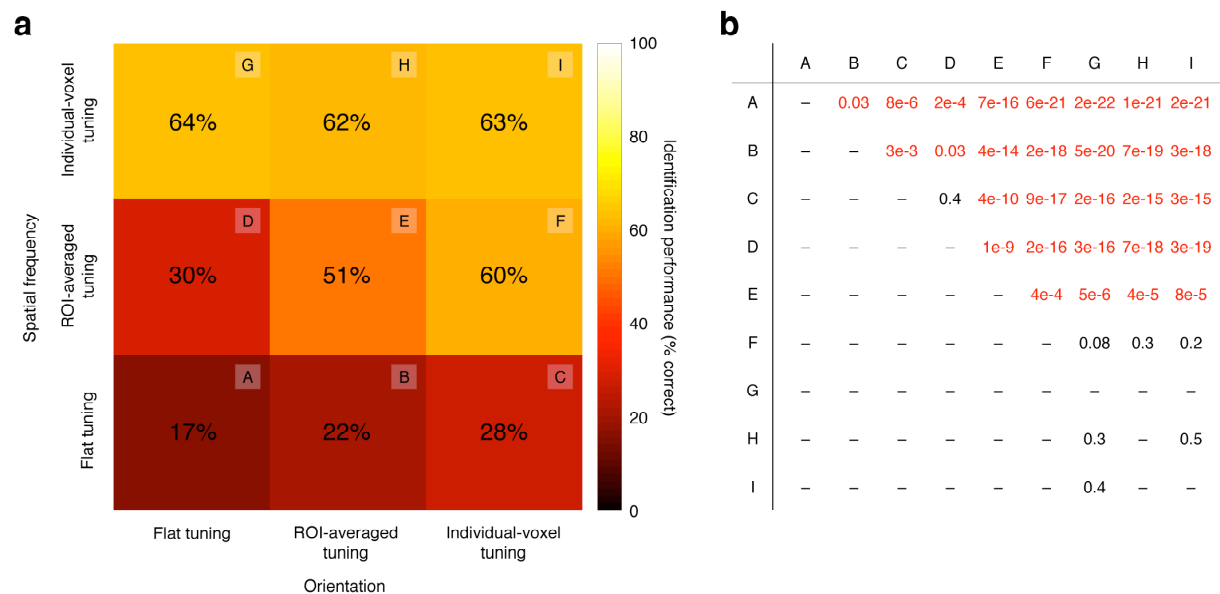 a
G H I
64% 62% 63%
D E F
30% 51% 60%
A B C
17% 22% 28%
Individual-voxel
tuning
ROI-averaged
tuning
Flat tuning
Spatial frequency
Flat tuning
ROI-averaged
tuning
Individual-voxel
tuning
Orientation
100
80
60
40
20
0
Identification performance (% correct)
b
A B C D E F G H I
A – 0.03 8e-6 2e-4 7e-16 6e-21 2e-22 1e-21 2e-21
B – – 3e-3 0.03 4e-14 2e-18 5e-20 7e-19 3e-18
C – – – 0.4 4e-10 9e-17 2e-16 2e-15 3e-15
D – – – – 1e-9 2e-16 3e-16 7e-18 3e-19
E – – – – – 4e-4 5e-6 4e-5 8e-5
F – – – – – – 0.08 0.3 0.2
G – – – – – – – – –
H – – – – – – 0.3 – 0.5
I – – – – – – 0.4 – –